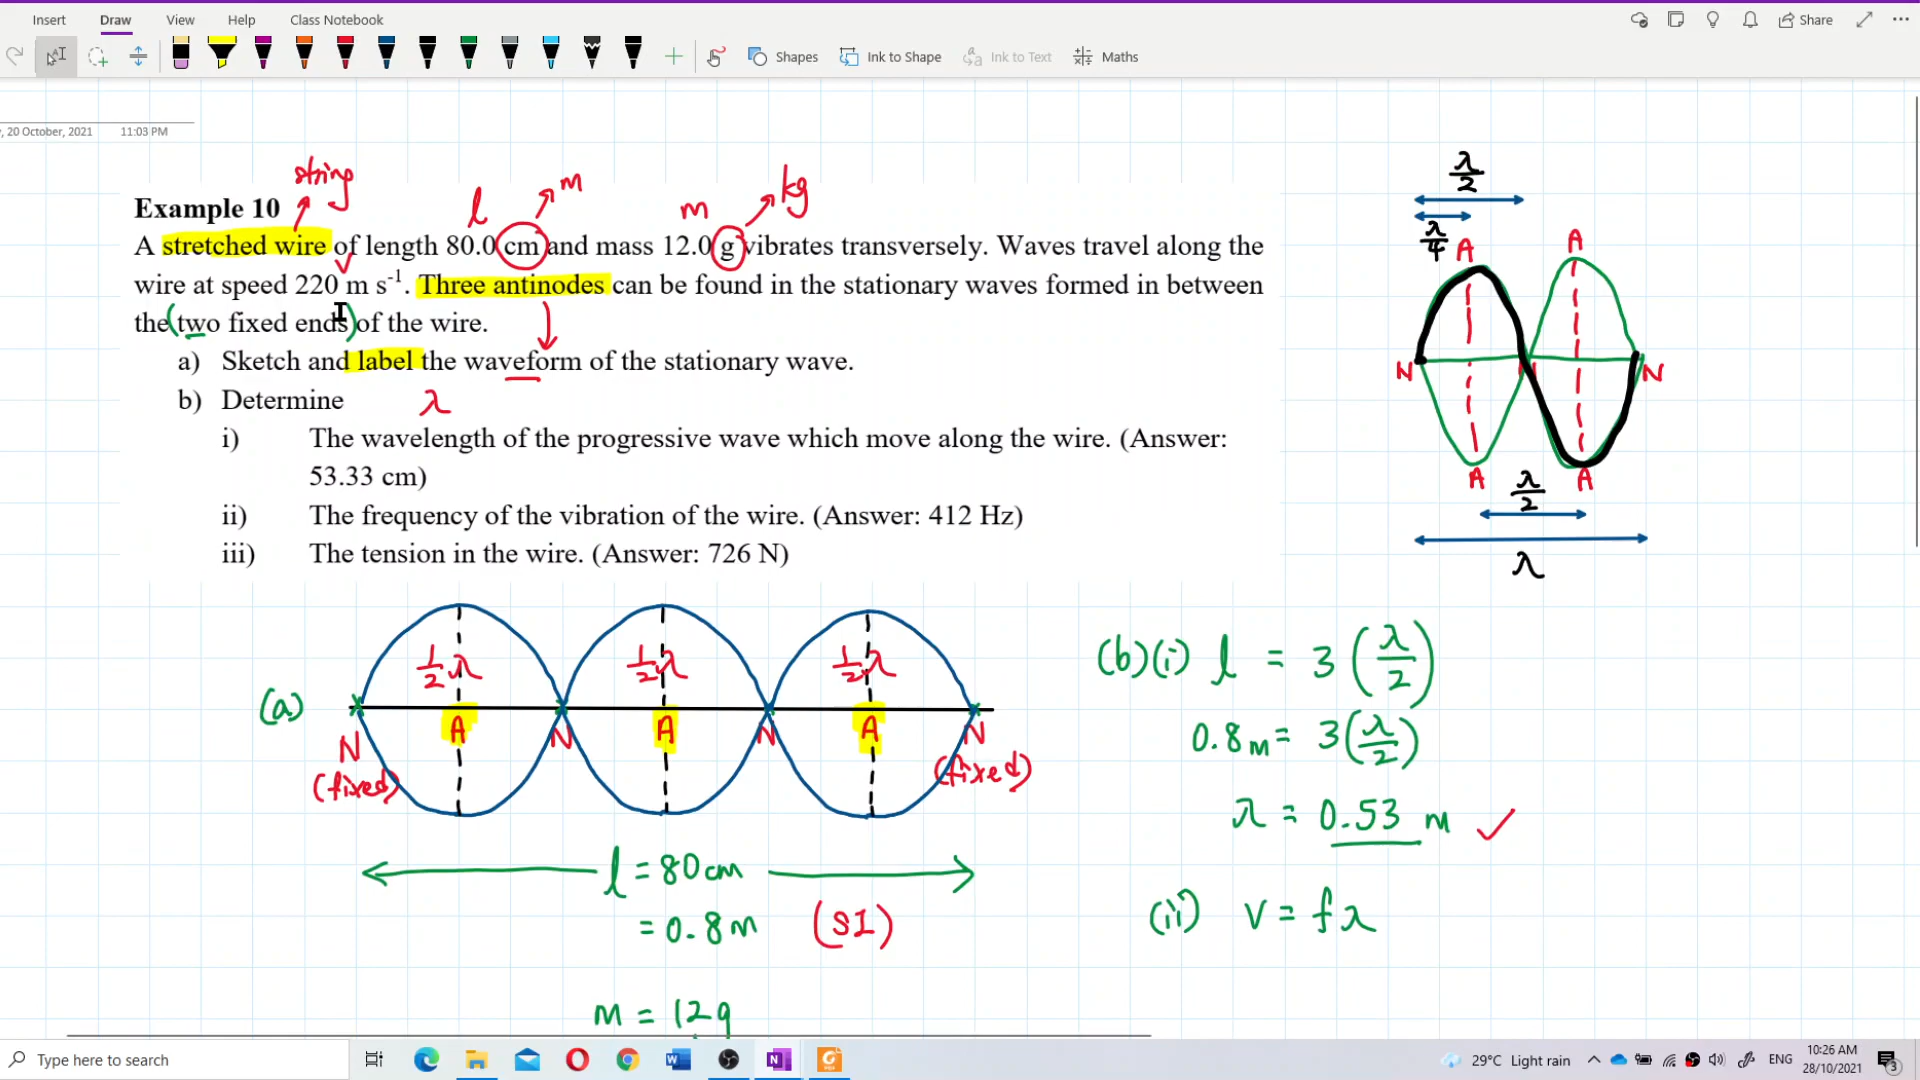 Insert Draw View Help Class Notebook Share
Shapes Ink to Shape Ink to Text Maths
, 20 October, 2021 11:03 PM
string
l m m kg
Example 10
A stretched wire of length 80.0 cm and mass 12.0 g vibrates transversely. Waves travel along the
v
wire at speed 220 m s⁻¹. Three antinodes can be found in the stationary waves formed in between
the (two fixed ends) of the wire.
a) Sketch and label the waveform of the stationary wave.
b) Determine λ
i) The wavelength of the progressive wave which move along the wire. (Answer:
53.33 cm)
ii) The frequency of the vibration of the wire. (Answer: 412 Hz)
iii) The tension in the wire. (Answer: 726 N)
λ/2
λ/4
A A
N N N
A A
λ/2
λ
½λ ½λ ½λ
(a)
N A N A N A N
(fixed) (fixed)
l = 80 cm
= 0.8 m (SI)
m = 12g
(b)(i) l = 3 (λ/2)
0.8 m = 3(λ/2)
λ = 0.53 m
(ii) v = fλ
Type here to search
29°C Light rain ENG 10:26 AM
28/10/2021
3